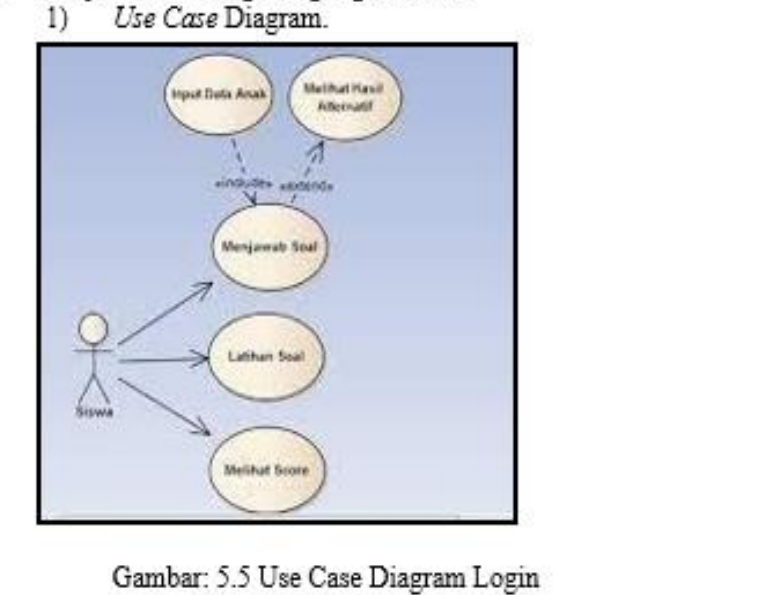 1) Use Case Diagram.
Input Data Anak
Melihat Hasil
Alternatif
«include» «extend»
Menjawab Soal
Latihan Soal
Siswa
Melihat Score
Gambar: 5.5 Use Case Diagram Login